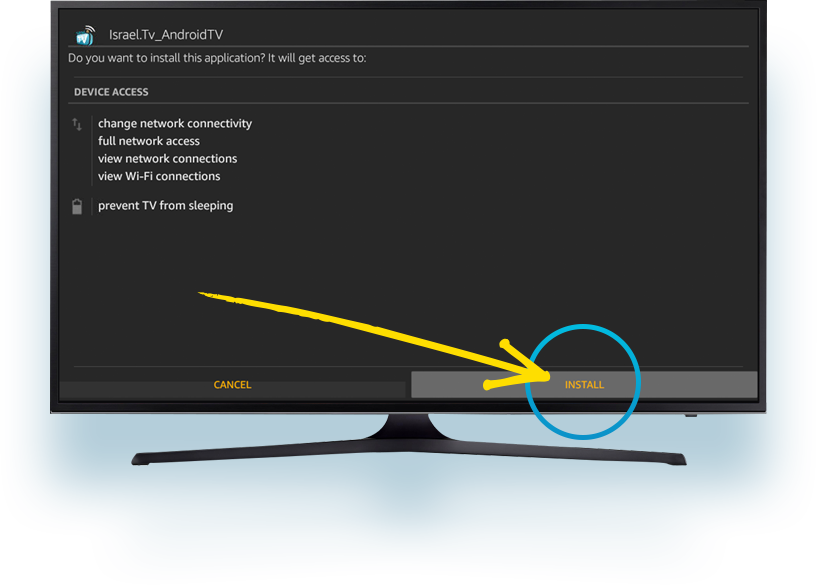 Israel.Tv_AndroidTV
Do you want to install this application? It will get access to:
DEVICE ACCESS
change network connectivity
full network access
view network connections
view Wi-Fi connections
prevent TV from sleeping
CANCEL
INSTALL